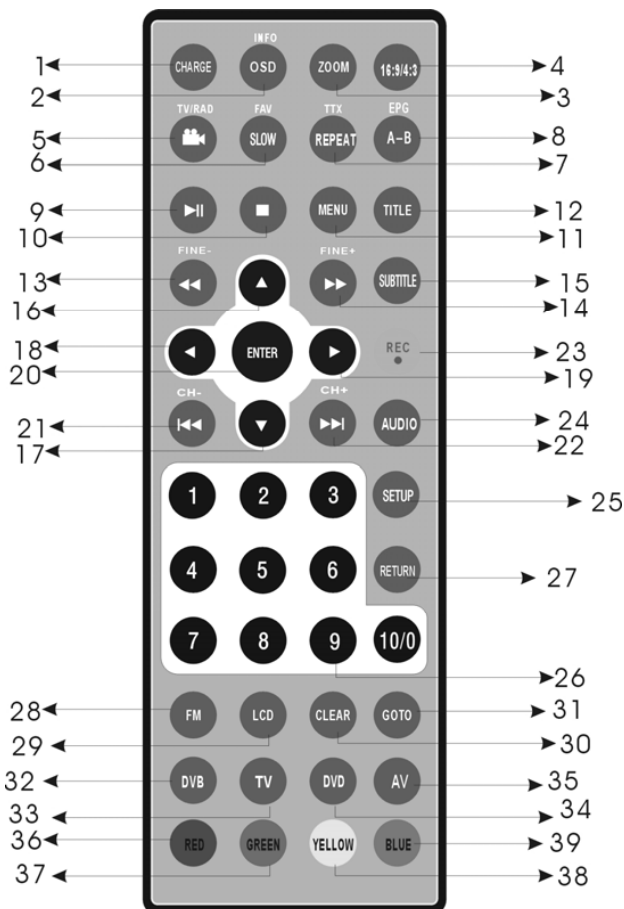 INFO
1 CHARGE OSD ZOOM 16:9/4:3 4
2 3
TV/RAD FAV TTX EPG
5 SLOW REPEAT A-B 8
6 7
9 MENU TITLE 12
10 11
FINE- FINE+
13 SUBTITLE 15
16 14
18 ENTER REC 23
20 19
CH- CH+
21 AUDIO 24
17 22
1 2 3 SETUP 25
4 5 6 RETURN 27
7 8 9 10/0
26
28 FM LCD CLEAR GOTO 31
29 30
32 DVB TV DVD AV 35
33 34
36 RED GREEN YELLOW BLUE 39
37 38